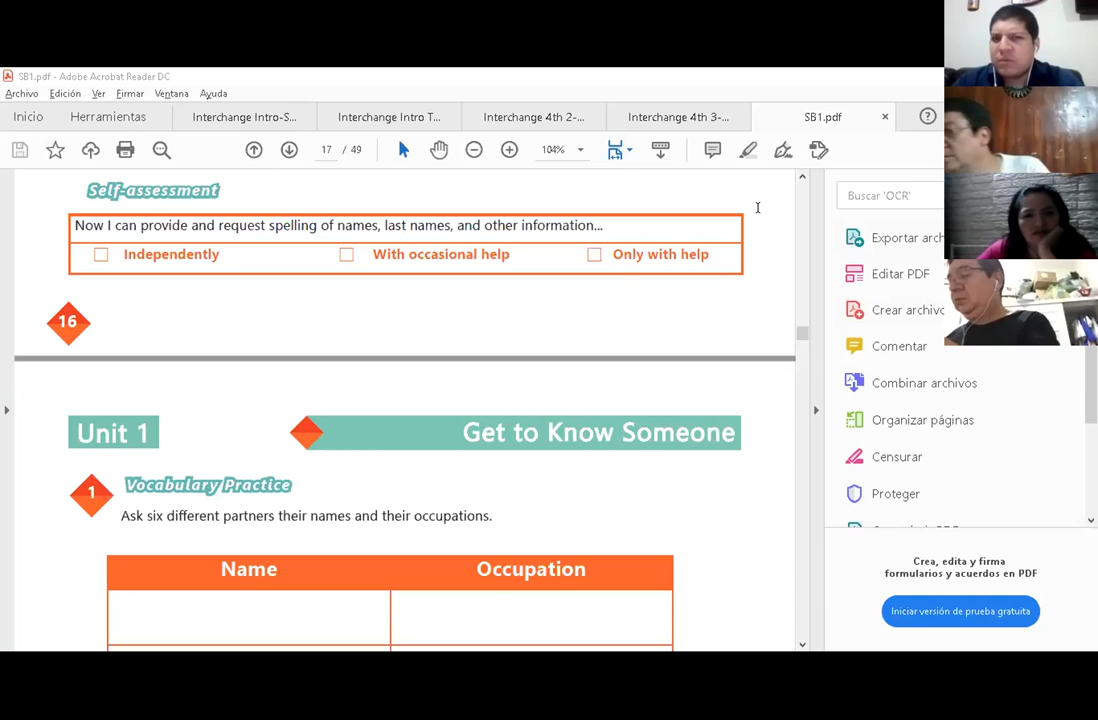 SB1.pdf - Adobe Acrobat Reader DC
Archivo Edición Ver Firmar Ventana Ayuda
Inicio Herramientas Interchange Intro-S... Interchange Intro T... Interchange 4th 2-... Interchange 4th 3-... SB1.pdf
17 / 49 104%
Self-assessment
Now I can provide and request spelling of names, last names, and other information...
Independently With occasional help Only with help
16
Unit 1 Get to Know Someone
1 Vocabulary Practice
Ask six different partners their names and their occupations.
Name Occupation
Buscar 'OCR'
Exportar arch
Editar PDF
Crear archivo
Comentar
Combinar archivos
Organizar páginas
Censurar
Proteger
Crea, edita y firma
formularios y acuerdos en PDF
Iniciar versión de prueba gratuita